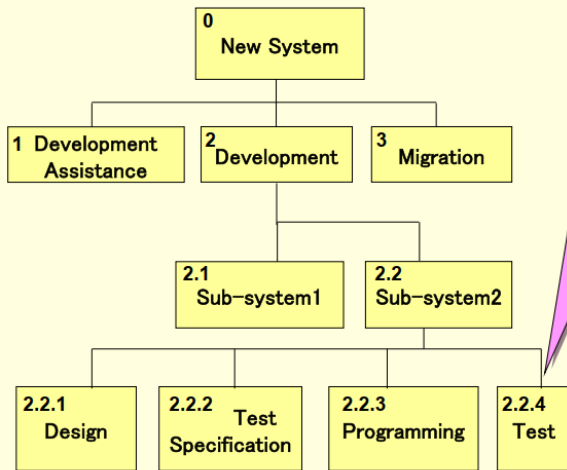 0
New System
1 Development
Assistance
2
Development
3
Migration
2.1
Sub-system1
2.2
Sub-system2
2.2.1
Design
2.2.2
Test
Specification
2.2.3
Programming
2.2.4
Test